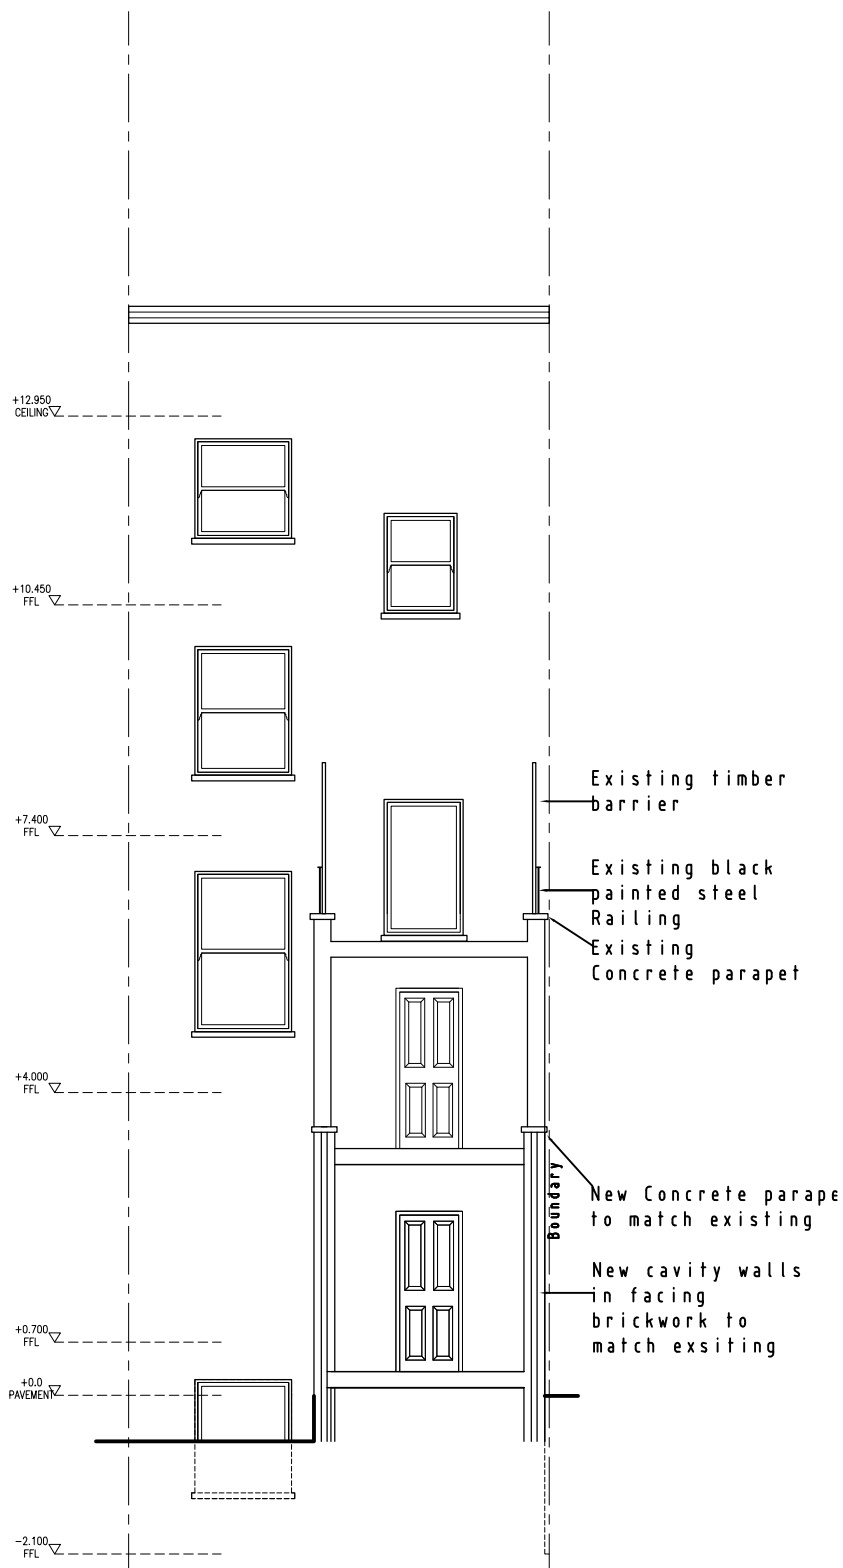 +12.950
CEILING
+10.450
FFL
Existing timber
barrier
+7.400
FFL
Existing black
painted steel
Railing
Existing
Concrete parapet
+4.000
FFL
Boundary
New Concrete parape
to match existing
New cavity walls
in facing
brickwork to
match exsiting
+0.700
FFL
+0.0
PAVEMENT
-2.100
FFL